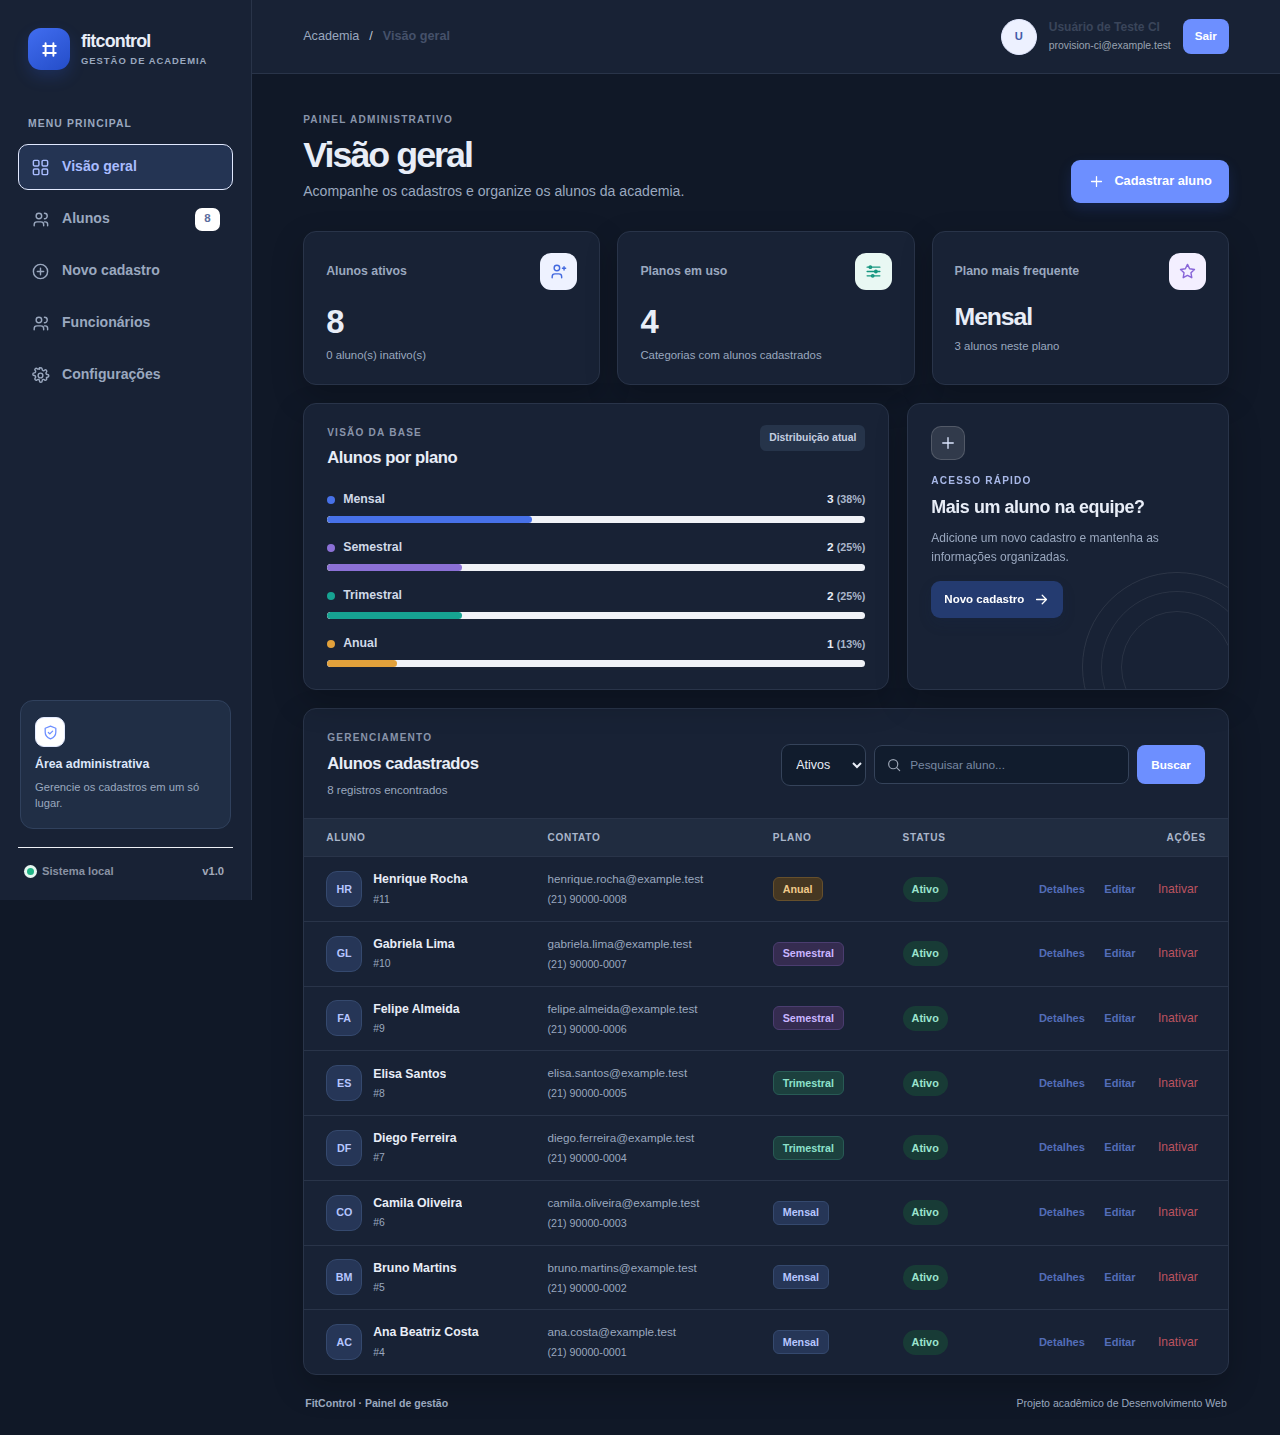 fitcontrol
GESTÃO DE ACADEMIA
MENU PRINCIPAL
Visão geral
Alunos 8
Novo cadastro
Funcionários
Configurações
Área administrativa
Gerencie os cadastros em um só
lugar.
Sistema local v1.0
Academia / Visão geral
U
Usuário de Teste CI
provision-ci@example.test
Sair
PAINEL ADMINISTRATIVO
Visão geral
Acompanhe os cadastros e organize os alunos da academia.
Cadastrar aluno
Alunos ativos
8
0 aluno(s) inativo(s)
Planos em uso
4
Categorias com alunos cadastrados
Plano mais frequente
Mensal
3 alunos neste plano
VISÃO DA BASE
Alunos por plano
Distribuição atual
Mensal 3 (38%)
Semestral 2 (25%)
Trimestral 2 (25%)
Anual 1 (13%)
ACESSO RÁPIDO
Mais um aluno na equipe?
Adicione um novo cadastro e mantenha as
informações organizadas.
Novo cadastro
GERENCIAMENTO
Alunos cadastrados
8 registros encontrados
Ativos
Pesquisar aluno...
Buscar
ALUNO CONTATO PLANO STATUS AÇÕES
HR Henrique Rocha henrique.rocha@example.test Anual Ativo Detalhes Editar Inativar
#11 (21) 90000-0008
GL Gabriela Lima gabriela.lima@example.test Semestral Ativo Detalhes Editar Inativar
#10 (21) 90000-0007
FA Felipe Almeida felipe.almeida@example.test Semestral Ativo Detalhes Editar Inativar
#9 (21) 90000-0006
ES Elisa Santos elisa.santos@example.test Trimestral Ativo Detalhes Editar Inativar
#8 (21) 90000-0005
DF Diego Ferreira diego.ferreira@example.test Trimestral Ativo Detalhes Editar Inativar
#7 (21) 90000-0004
CO Camila Oliveira camila.oliveira@example.test Mensal Ativo Detalhes Editar Inativar
#6 (21) 90000-0003
BM Bruno Martins bruno.martins@example.test Mensal Ativo Detalhes Editar Inativar
#5 (21) 90000-0002
AC Ana Beatriz Costa ana.costa@example.test Mensal Ativo Detalhes Editar Inativar
#4 (21) 90000-0001
FitControl · Painel de gestão
Projeto acadêmico de Desenvolvimento Web